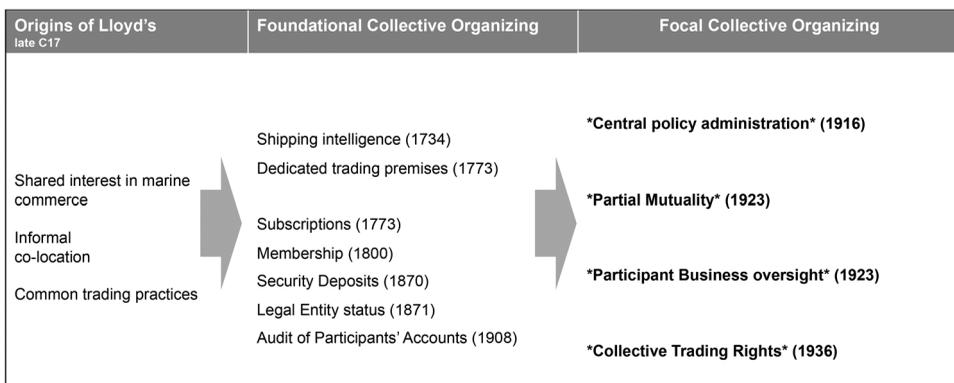 Origins of Lloyd's
late C17
Foundational Collective Organizing
Focal Collective Organizing
Shared interest in marine
commerce
Informal
co-location
Common trading practices
Shipping intelligence (1734)
Dedicated trading premises (1773)
Subscriptions (1773)
Membership (1800)
Security Deposits (1870)
Legal Entity status (1871)
Audit of Participants' Accounts (1908)
*Central policy administration* (1916)
*Partial Mutuality* (1923)
*Participant Business oversight* (1923)
*Collective Trading Rights* (1936)